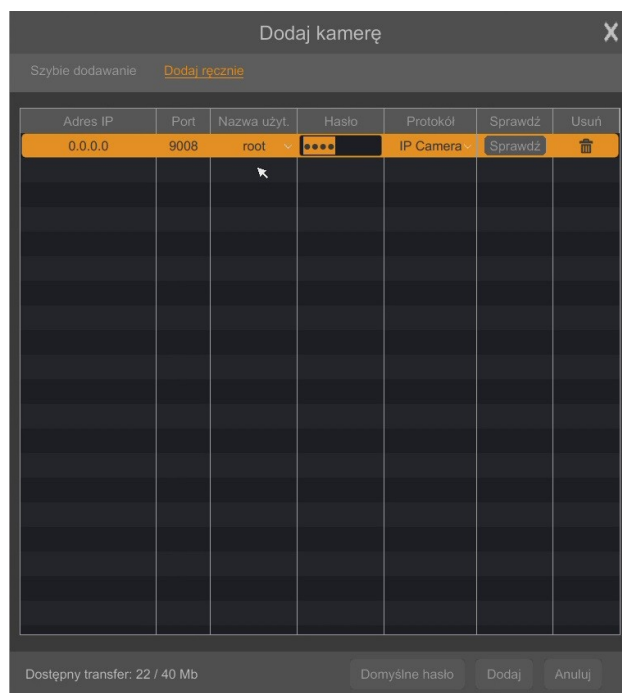 Dodaj kamerę X
Szybie dodawanie Dodaj ręcznie
Adres IP Port Nazwa użyt. Hasło Protokół Sprawdź Usuń
0.0.0.0 9008 root •••• IP Camera Sprawdź
Dostępny transfer: 22 / 40 Mb Domyślne hasło Dodaj Anuluj